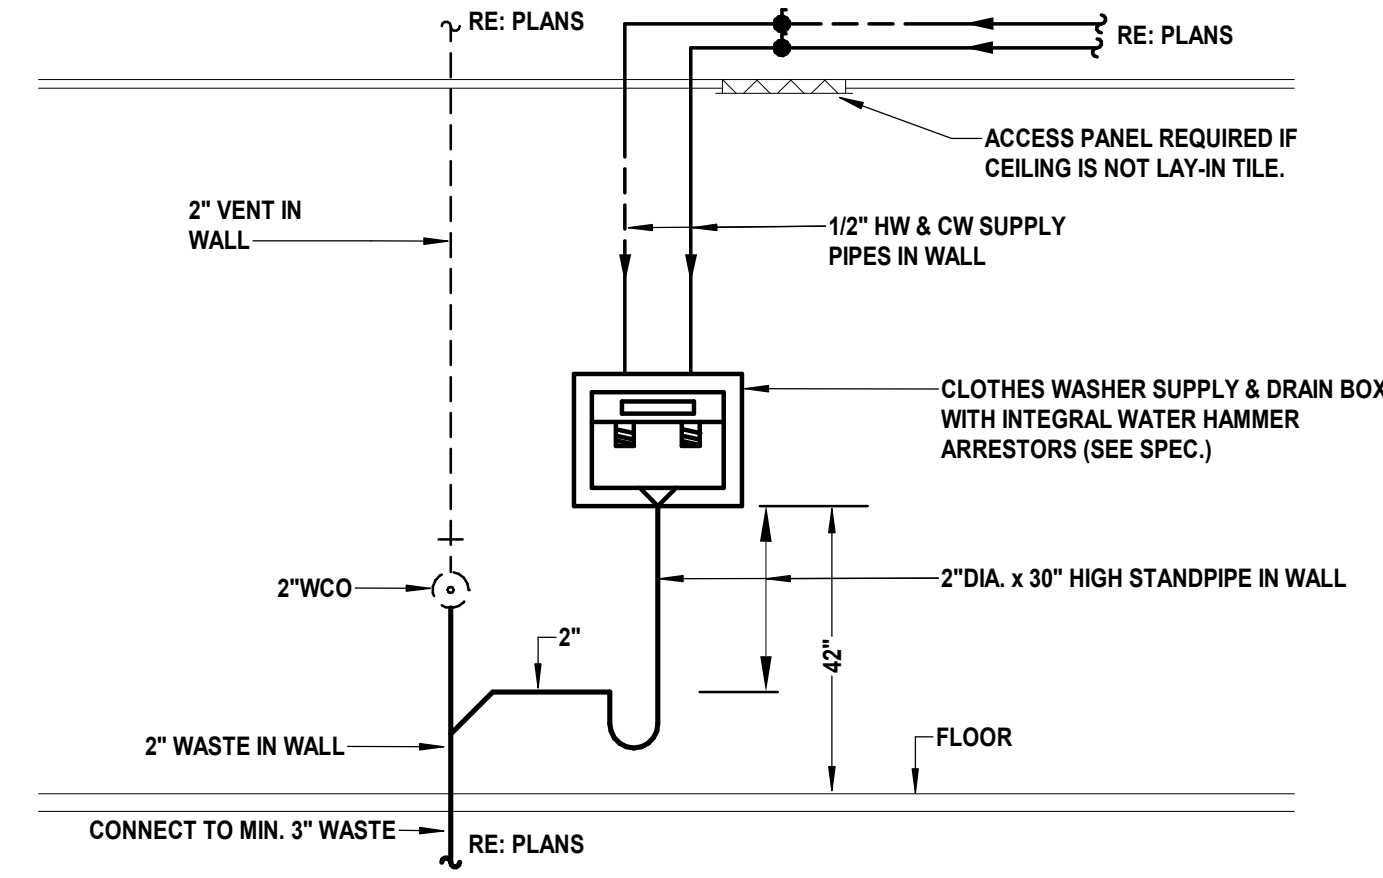 RE: PLANS
RE: PLANS
ACCESS PANEL REQUIRED IF
CEILING IS NOT LAY-IN TILE.
2" VENT IN
WALL
1/2" HW & CW SUPPLY
PIPES IN WALL
CLOTHES WASHER SUPPLY & DRAIN BOX
WITH INTEGRAL WATER HAMMER
ARRESTORS (SEE SPEC.)
2"WCO
2"DIA. x 30" HIGH STANDPIPE IN WALL
2"
42"
2" WASTE IN WALL
FLOOR
CONNECT TO MIN. 3" WASTE
RE: PLANS